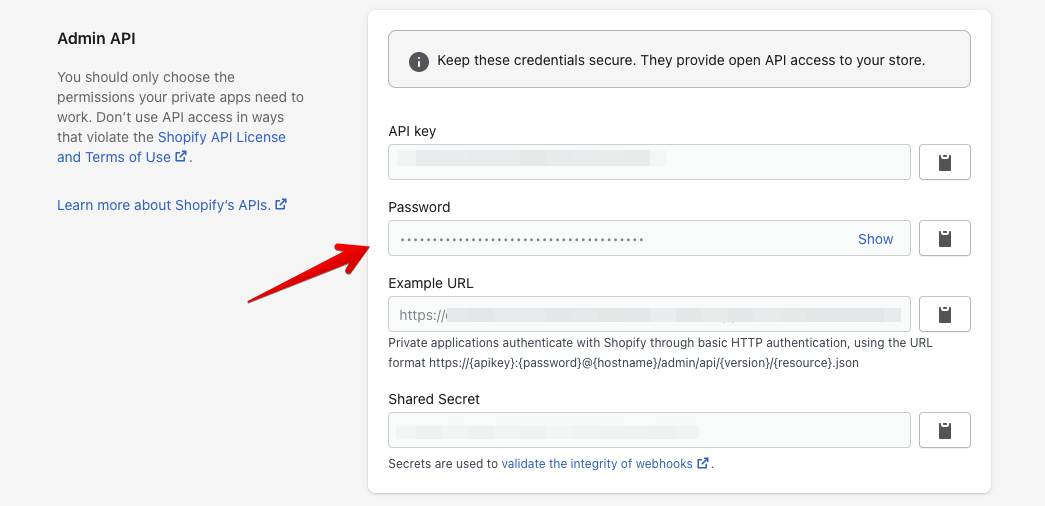 Admin API
You should only choose the
permissions your private apps need to
work. Don’t use API access in ways
that violate the Shopify API License
and Terms of Use.
Learn more about Shopify’s APIs.
Keep these credentials secure. They provide open API access to your store.
API key
Password
••••••••••••••••••••••••••••••••••••••
Show
Example URL
https://
Private applications authenticate with Shopify through basic HTTP authentication, using the URL
format https://{apikey}:{password}@{hostname}/admin/api/{version}/{resource}.json
Shared Secret
Secrets are used to validate the integrity of webhooks.